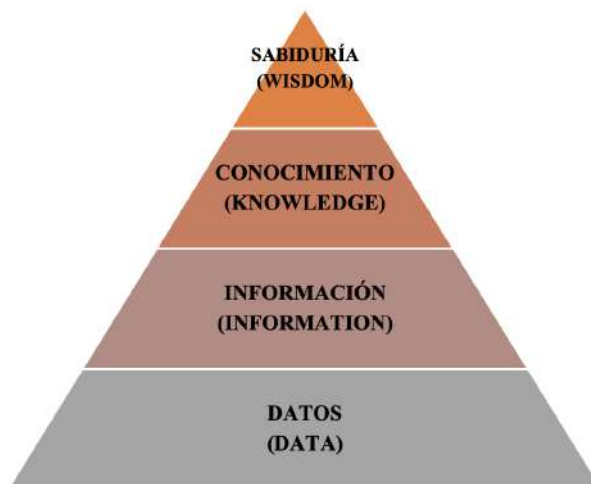 SABIDURÍA
(WISDOM)
CONOCIMIENTO
(KNOWLEDGE)
INFORMACIÓN
(INFORMATION)
DATOS
(DATA)